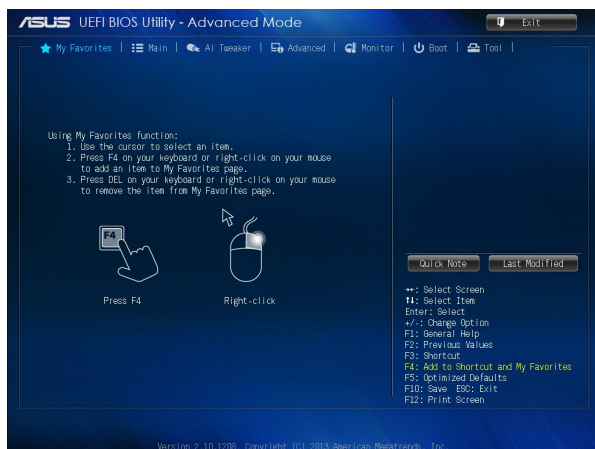 ASUS UEFI BIOS Utility - Advanced Mode
Exit
My Favorites | Main | Ai Tweaker | Advanced | Monitor | Boot | Tool |
Using My Favorites function:
1. Use the cursor to select an item.
2. Press F4 on your keyboard or right-click on your mouse
to add an item to My Favorites page.
3. Press DEL on your keyboard or right-click on your mouse
to remove the item from My Favorites page.
F4
Press F4
Right-click
Quick Note
Last Modified
→←: Select Screen
↑↓: Select Item
Enter: Select
+/-: Change Option
F1: General Help
F2: Previous Values
F3: Shortcut
F4: Add to Shortcut and My Favorites
F5: Optimized Defaults
F10: Save ESC: Exit
F12: Print Screen
Version 2.10.1208. Copyright (C) 2013 American Megatrends, Inc.